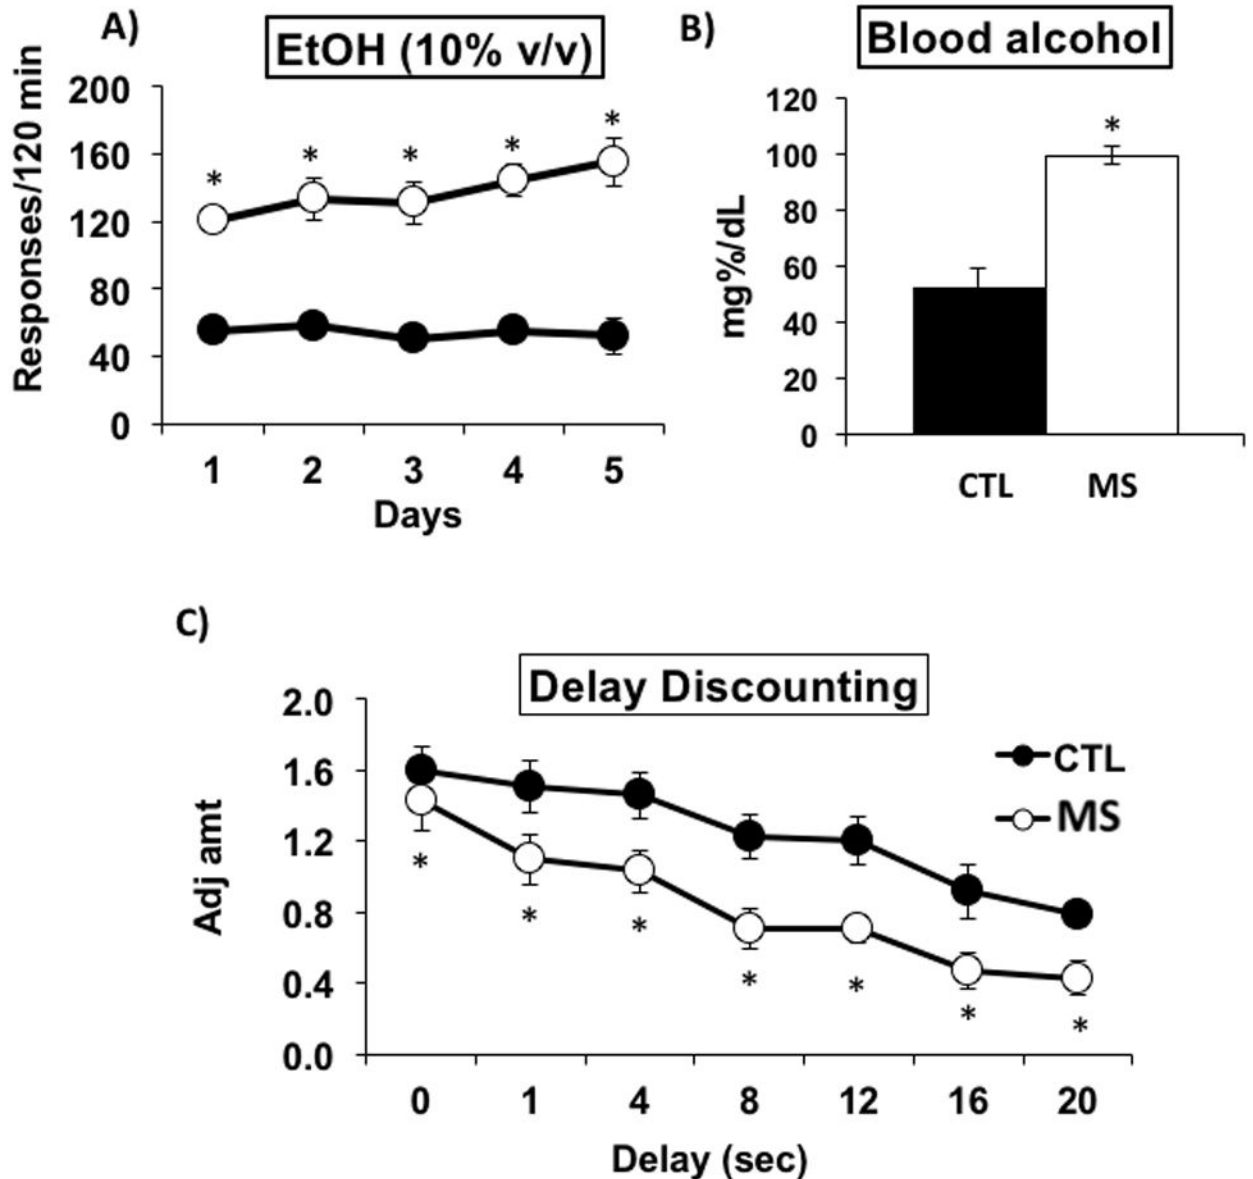 A)
EtOH (10% v/v)
Responses/120 min
200
160
120
80
40
0
* * * * *
1 2 3 4 5
Days
B)
Blood alcohol
mg%/dL
120
100
80
60
40
20
0
*
CTL MS
C)
Delay Discounting
Adj amt
2.0
1.6
1.2
0.8
0.4
0.0
CTL
MS
* * * * * * *
0 1 4 8 12 16 20
Delay (sec)